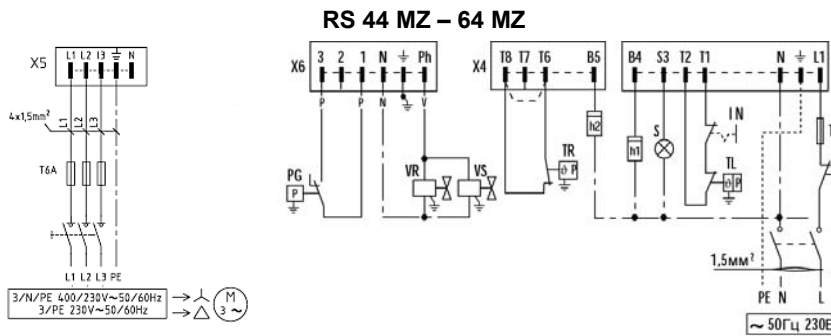 RS 44 MZ – 64 MZ
X5
L1 L2 l3 N
4x1,5mm²
L1 L2 L3
T6A
L1 L2 L3 PE
3/N/PE 400/230V~50/60Hz
3/PE 230V~50/60Hz
M
3 ~
X6
3 2 1 N Ph
P P N V
PG
P
VR
VS
X4
T8 T7 T6 B5
h2
TR
P
B4 S3 T2 T1 N L1
h1
S
IN
TL
P
T
1,5мм²
PE N L
~ 50Гц 230В